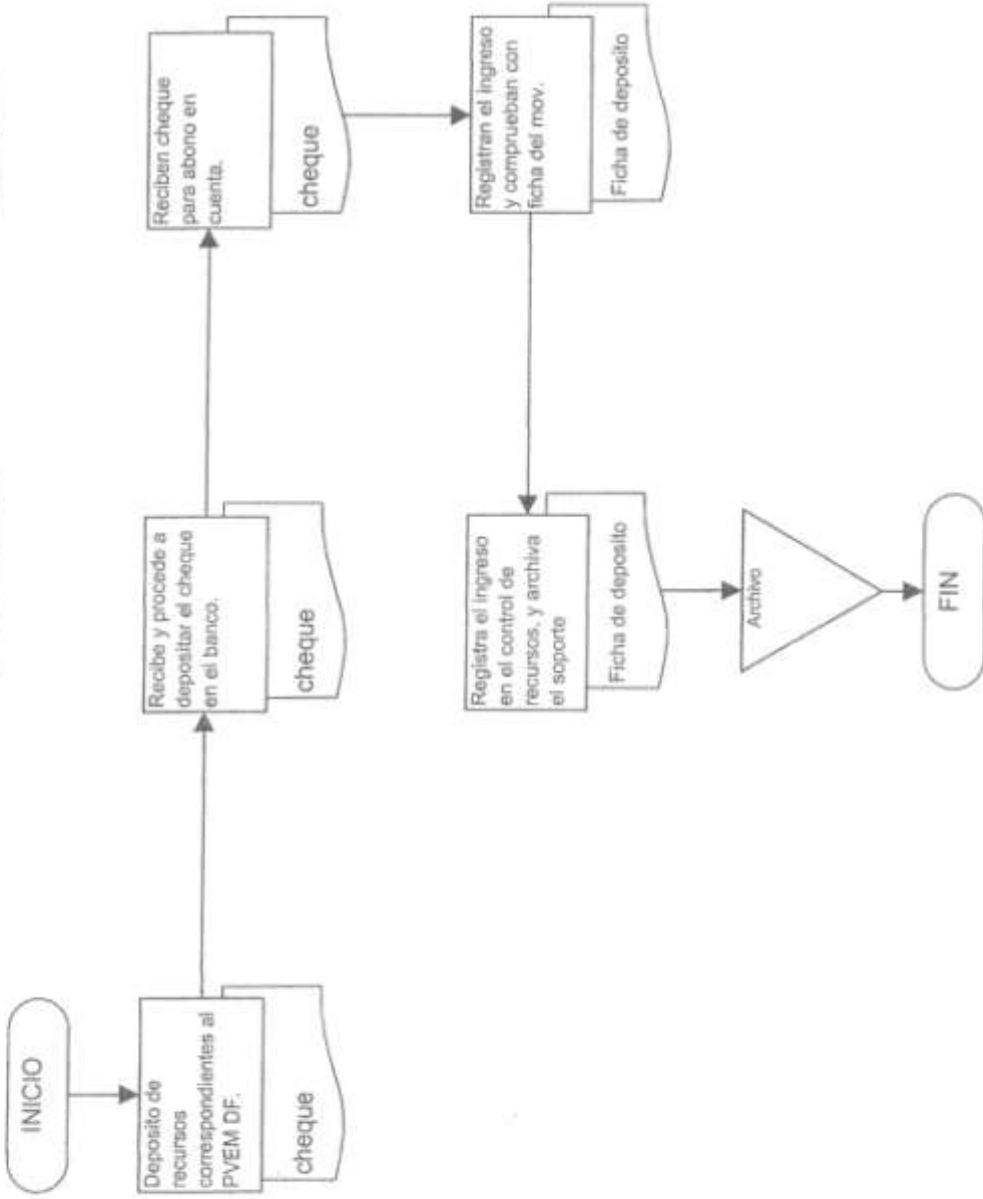 INICIO
Deposito de
recursos
correspondientes al
PVEM DF.
cheque
Recibe y procede a
depositar el cheque
en el banco.
cheque
Reciben cheque
para abono en
cuenta.
cheque
Registran el ingreso
y comprueban con
ficha del mov.
Ficha de deposito
Registra el ingreso
en el control de
recursos, y archiva
el soporte
Ficha de deposito
Archivo
FIN